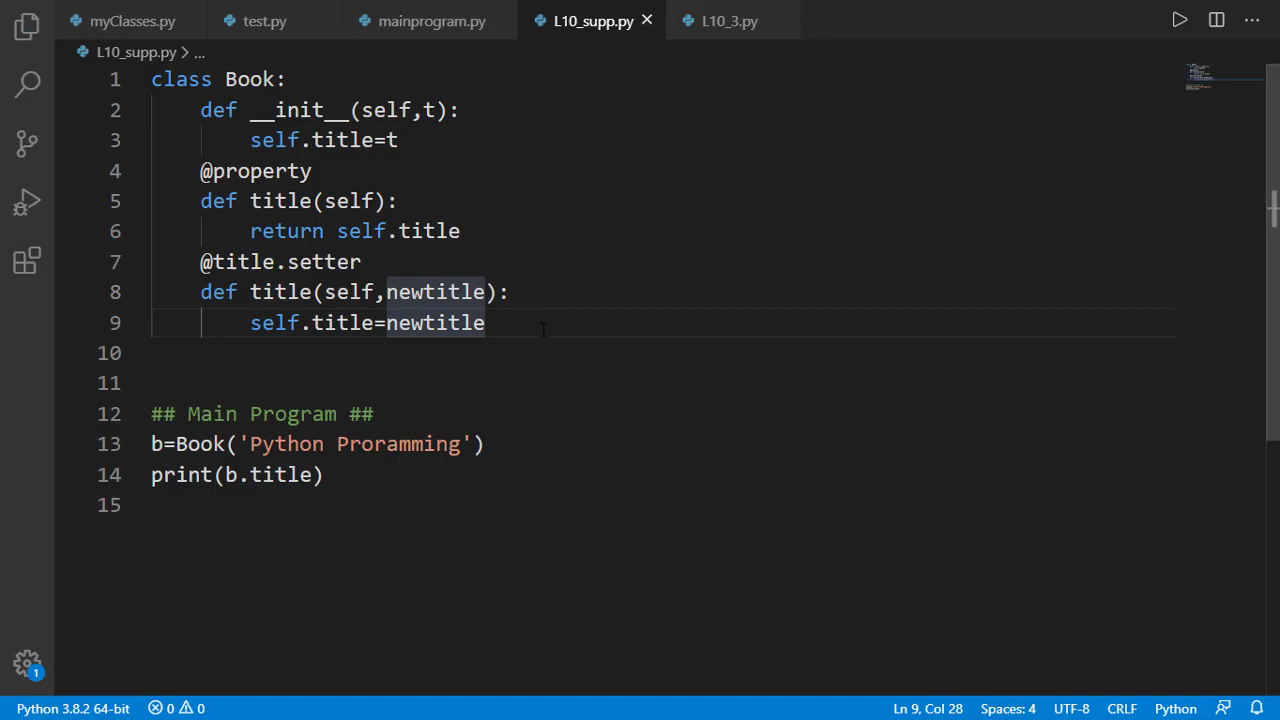 myClasses.py test.py mainprogram.py L10_supp.py L10_3.py
L10_supp.py > ...
1 class Book:
2 def __init__(self,t):
3 self.title=t
4 @property
5 def title(self):
6 return self.title
7 @title.setter
8 def title(self,newtitle):
9 self.title=newtitle
10
11
12 ## Main Program ##
13 b=Book('Python Proramming')
14 print(b.title)
15
1
Python 3.8.2 64-bit 0 0 Ln 9, Col 28 Spaces: 4 UTF-8 CRLF Python